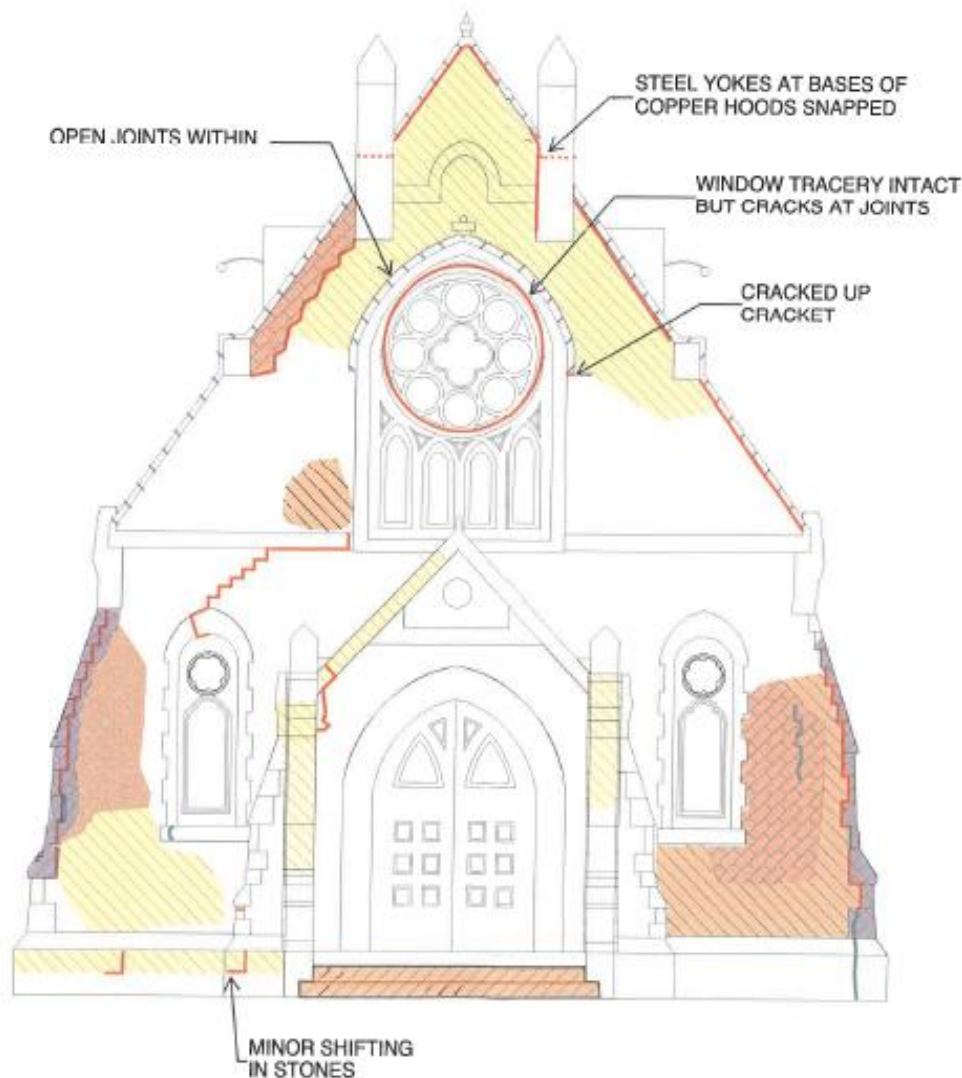 STEEL YOKES AT BASES OF
COPPER HOODS SNAPPED
OPEN JOINTS WITHIN
WINDOW TRACERY INTACT
BUT CRACKS AT JOINTS
CRACKED UP
CRACKET
MINOR SHIFTING
IN STONES